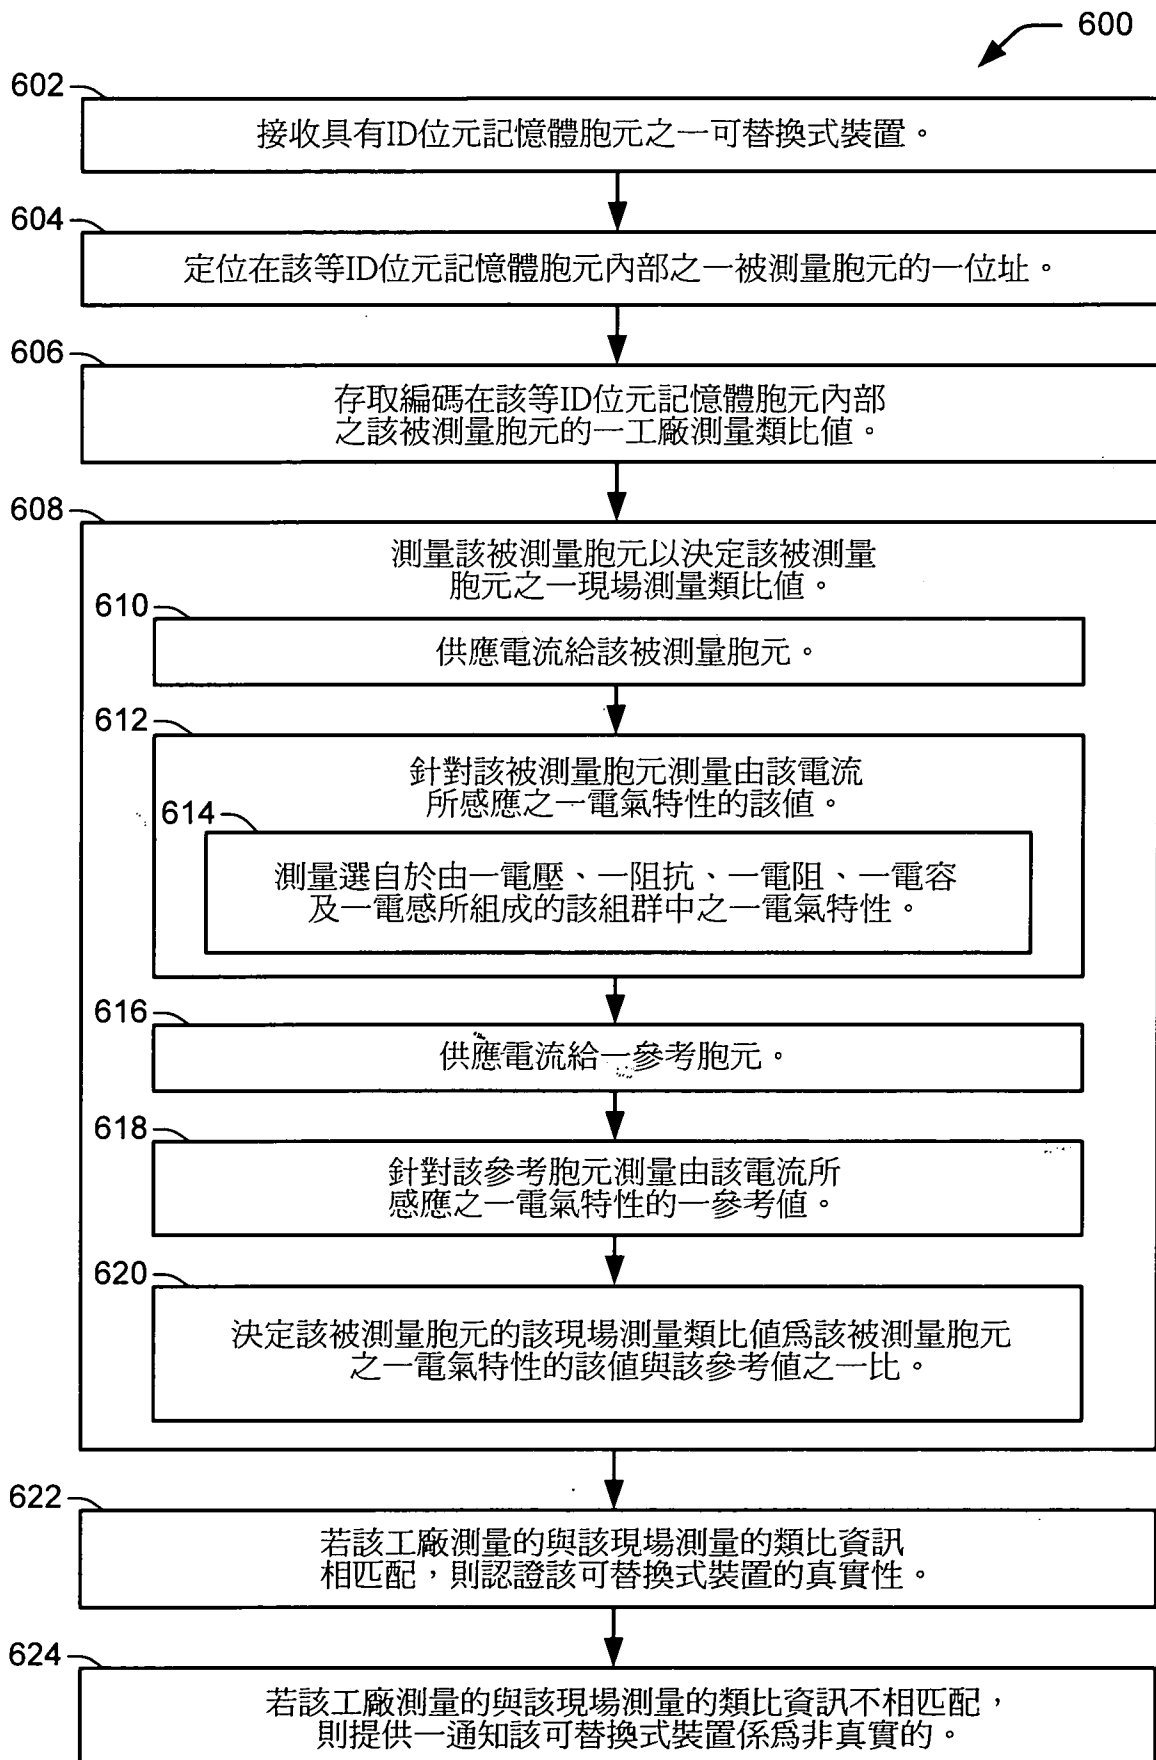 600
602
接收具有ID位元記憶體胞元之一可替換式裝置。
604
定位在該等ID位元記憶體胞元內部之一被測量胞元的一位址。
606
存取編碼在該等ID位元記憶體胞元內部
之該被測量胞元的一工廠測量類比值。
608
測量該被測量胞元以決定該被測量
胞元之一現場測量類比值。
610
供應電流給該被測量胞元。
612
針對該被測量胞元測量由該電流
所感應之一電氣特性的該值。
614
測量選自於由一電壓、一阻抗、一電阻、一電容
及一電感所組成的該組群中之一電氣特性。
616
供應電流給一參考胞元。
618
針對該參考胞元測量由該電流所
感應之一電氣特性的一參考值。
620
決定該被測量胞元的該現場測量類比值爲該被測量胞元
之一電氣特性的該值與該參考值之一比。
622
若該工廠測量的與該現場測量的類比資訊
相匹配，則認證該可替換式裝置的真實性。
624
若該工廠測量的與該現場測量的類比資訊不相匹配，
則提供一通知該可替換式裝置係爲非真實的。